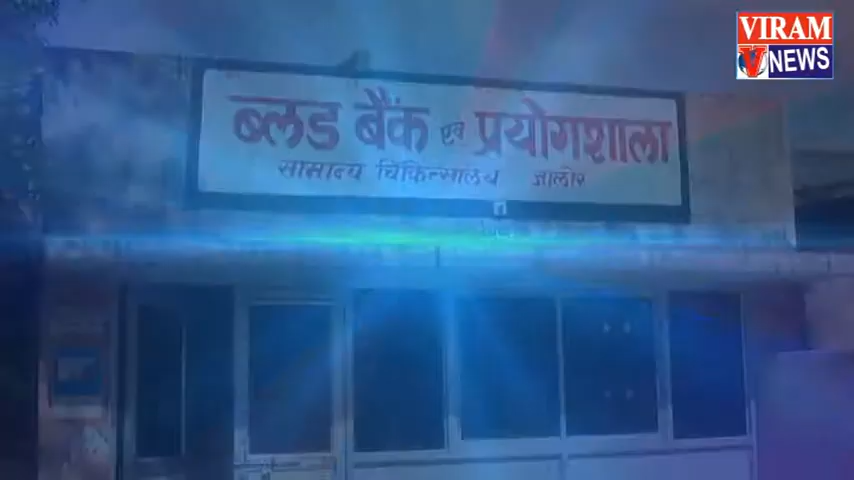 VIRAM
NEWS
ब्लड बैंक एवं प्रयोगशाला
सामान्य चिकित्सालय जालोर